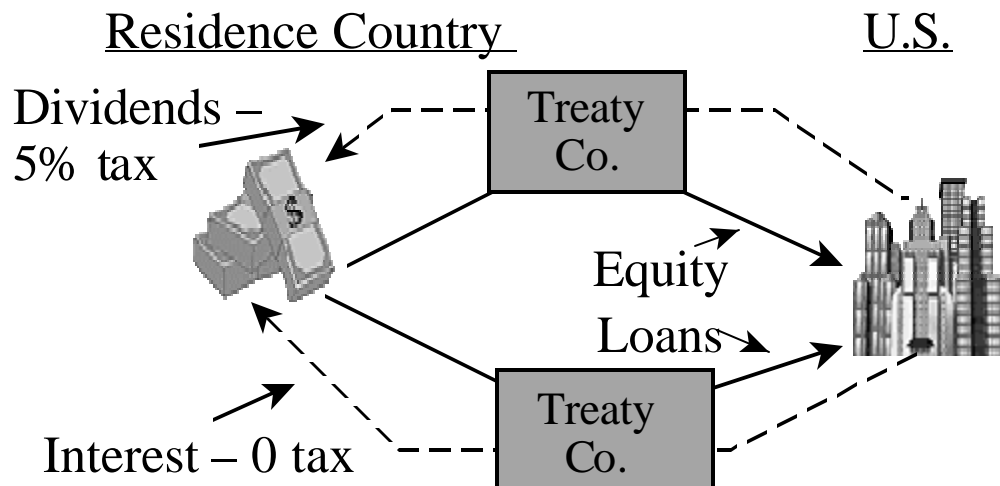 Residence Country
U.S.
Dividends –
5% tax
Treaty
Co.
$
Equity
Loans
Treaty
Co.
Interest – 0 tax